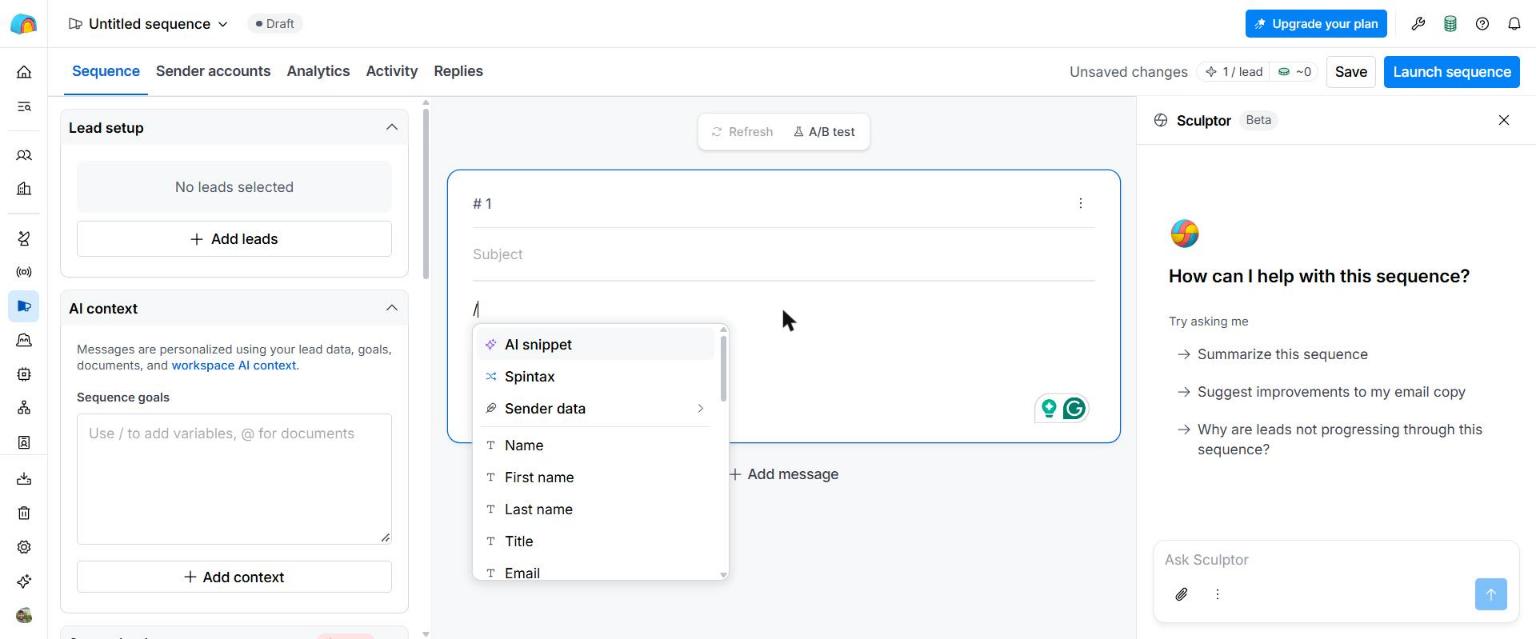 Untitled sequence
Draft
Upgrade your plan
Sequence
Sender accounts
Analytics
Activity
Replies
Unsaved changes
1 / lead
~0
Save
Launch sequence
Lead setup
No leads selected
+ Add leads
AI context
Messages are personalized using your lead data, goals,
documents, and workspace AI context.
Sequence goals
Use / to add variables, @ for documents
+ Add context
Refresh
A/B test
# 1
Subject
/
AI snippet
Spintax
Sender data
T Name
T First name
T Last name
T Title
T Email
+ Add message
Sculptor
Beta
How can I help with this sequence?
Try asking me
→ Summarize this sequence
→ Suggest improvements to my email copy
→ Why are leads not progressing through this
sequence?
Ask Sculptor